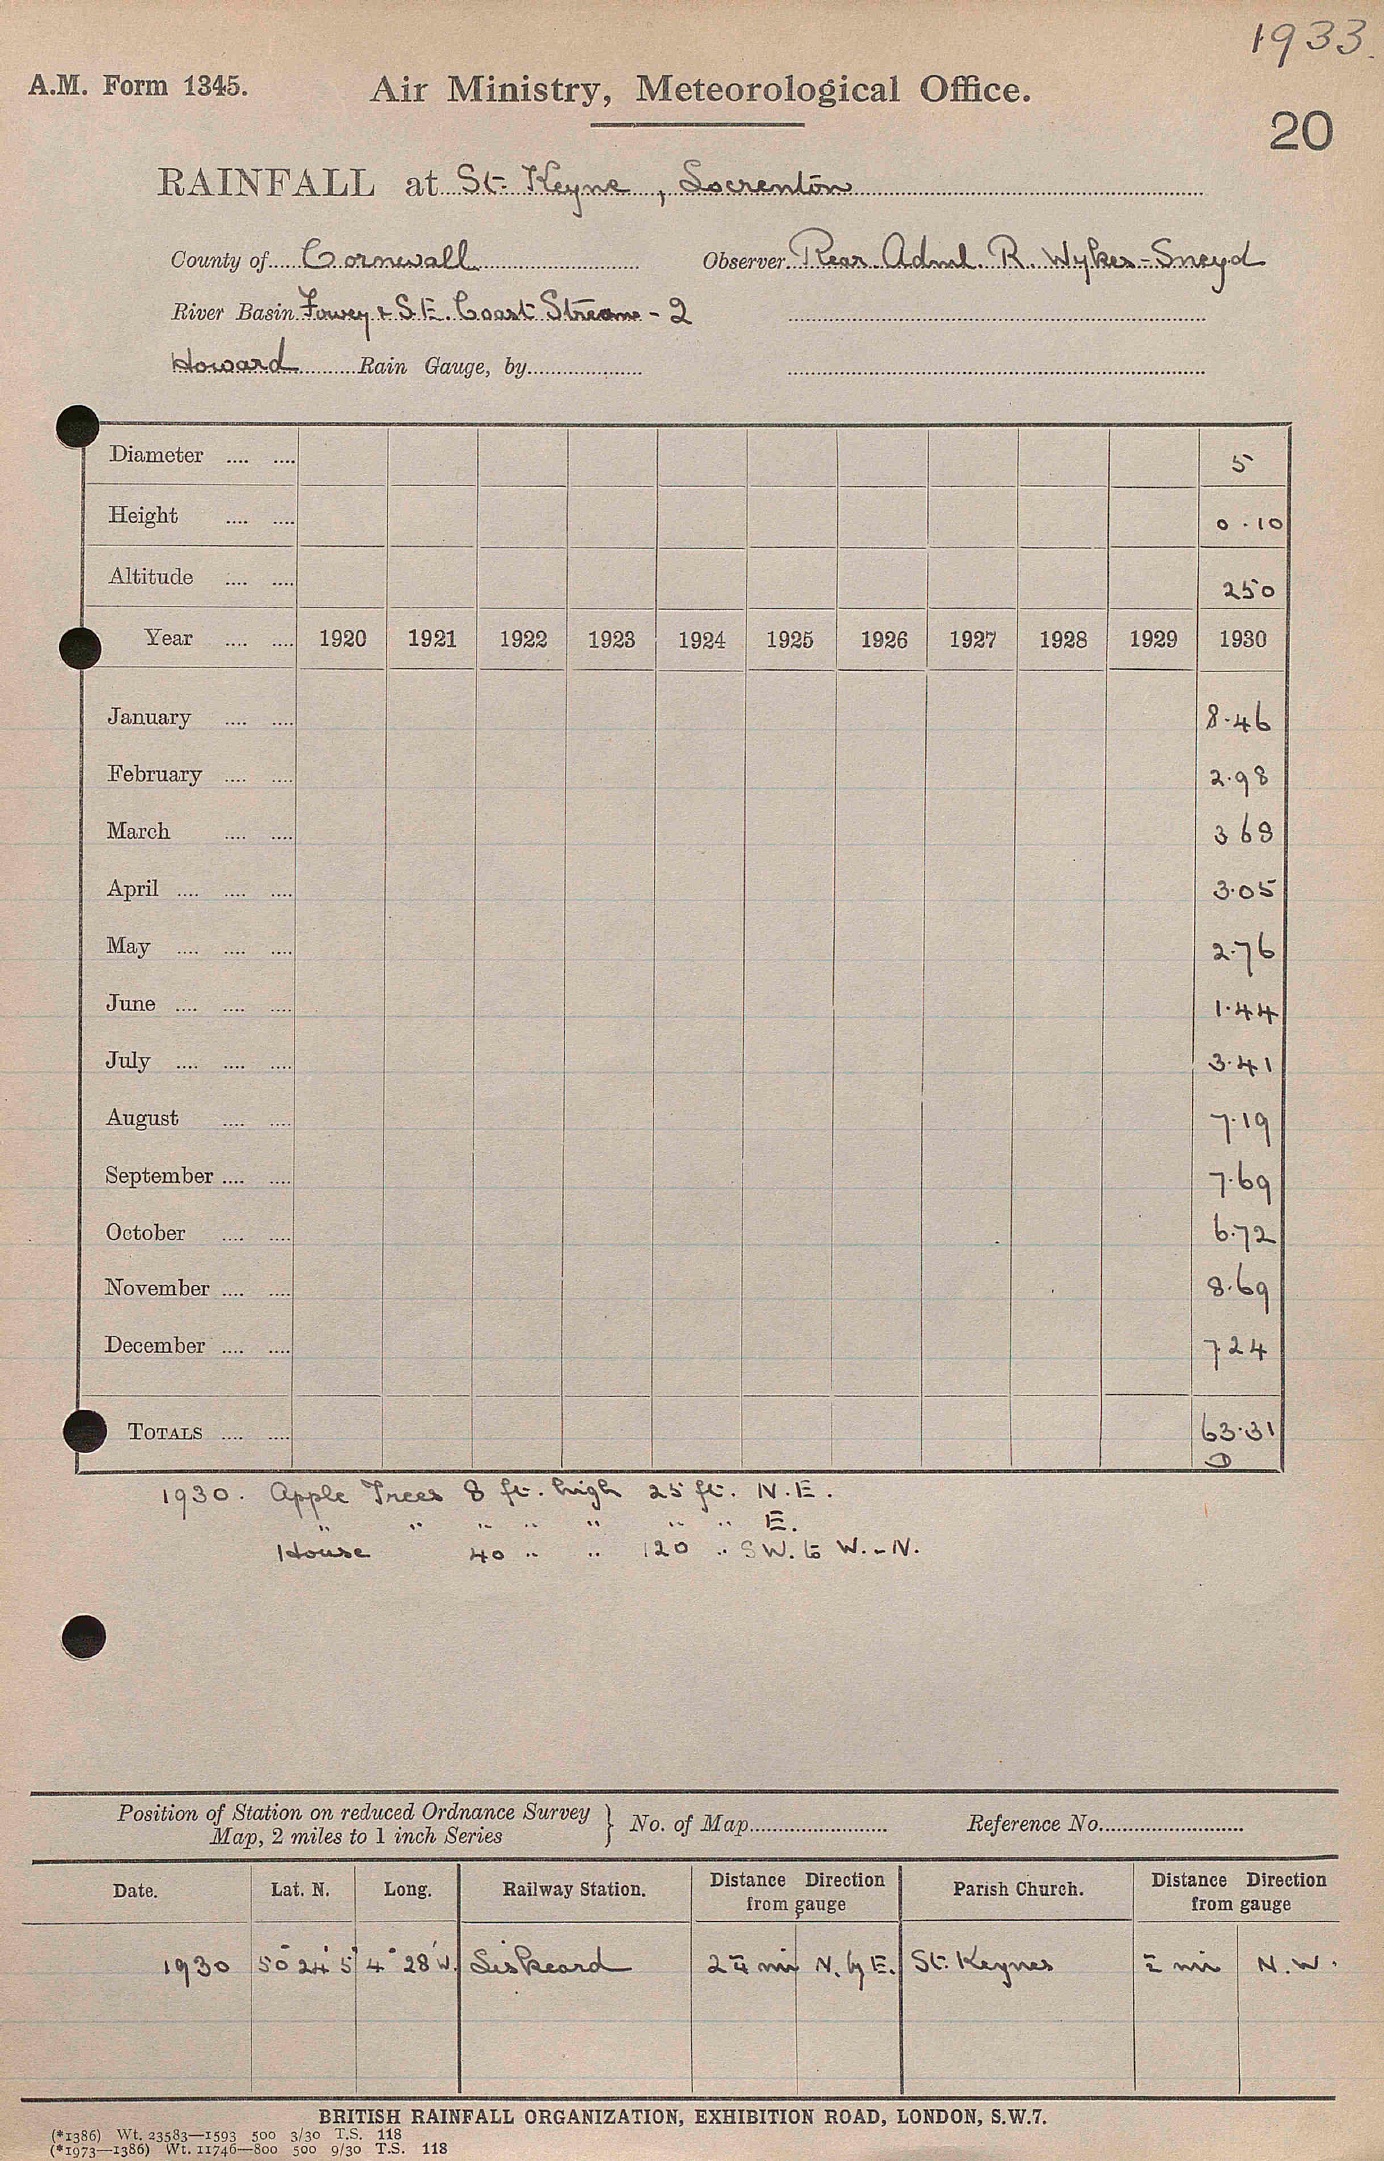 1933.
A.M. Form 1345. Air Ministry, Meteorological Office.
20
RAINFALL at St. Keyne, Locrenton
County of Cornwall Observer Rear Adml. R. Wykes-Sneyd
River Basin Fowey & S.E. Coast Streams - 2
Howard Rain Gauge, by
Diameter 5
Height 0.10
Altitude 250
Year 1920 1921 1922 1923 1924 1925 1926 1927 1928 1929 1930
January 8.46
February 2.98
March 3 68
April 3.05
May 2.76
June 1.44
July 3.41
August 7.19
September 7.69
October 6.72
November 8.69
December 7.24
TOTALS 63.31
D
1930. Apple Trees 8 ft. high 25 ft. N.E.
" " " " " " " E.
House 40 " " 120 " SW. to W.-N.
Position of Station on reduced Ordnance Survey Map, 2 miles to 1 inch Series } No. of Map Reference No.
Date. Lat. N. Long. Railway Station. Distance Direction from gauge Parish Church. Distance Direction from gauge
1930 50° 24' 5" 4° 28' W. Liskeard 2 mi N. by E. St. Keynes mi N.W.
BRITISH RAINFALL ORGANIZATION, EXHIBITION ROAD, LONDON, S.W.7.
(*1386) Wt. 23583—1593 500 3/30 T.S. 118
(*1973—1386) Wt. 11746—800 500 9/30 T.S. 118